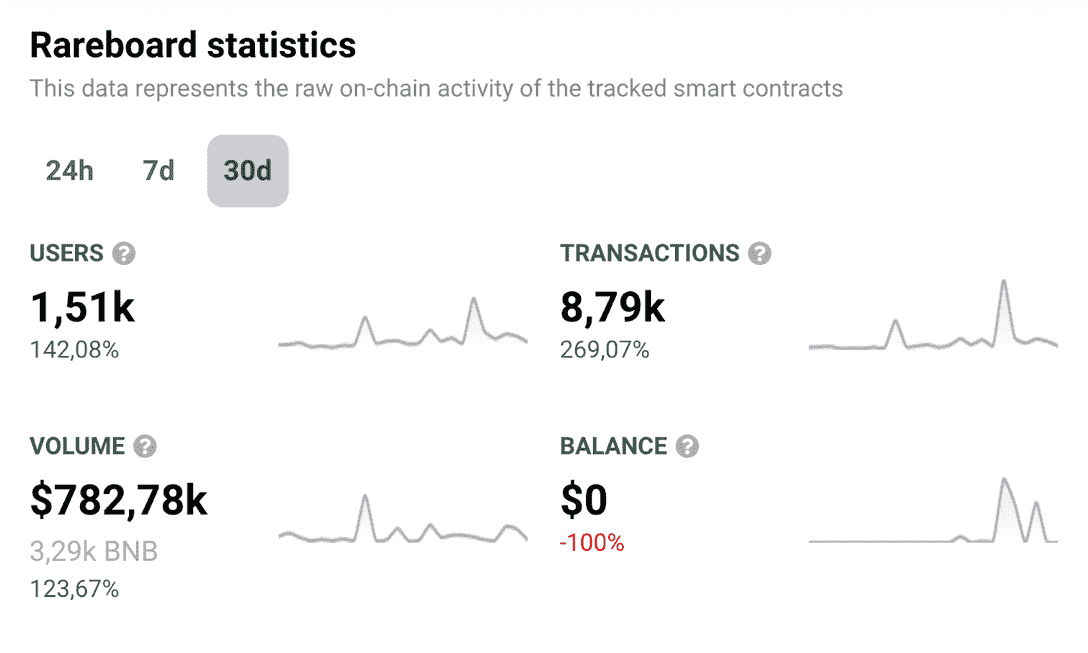 Rareboard statistics
This data represents the raw on-chain activity of the tracked smart contracts
24h 7d 30d
USERS ?
1,51k
142,08%
TRANSACTIONS ?
8,79k
269,07%
VOLUME ?
$782,78k
3,29k BNB
123,67%
BALANCE ?
$0
-100%